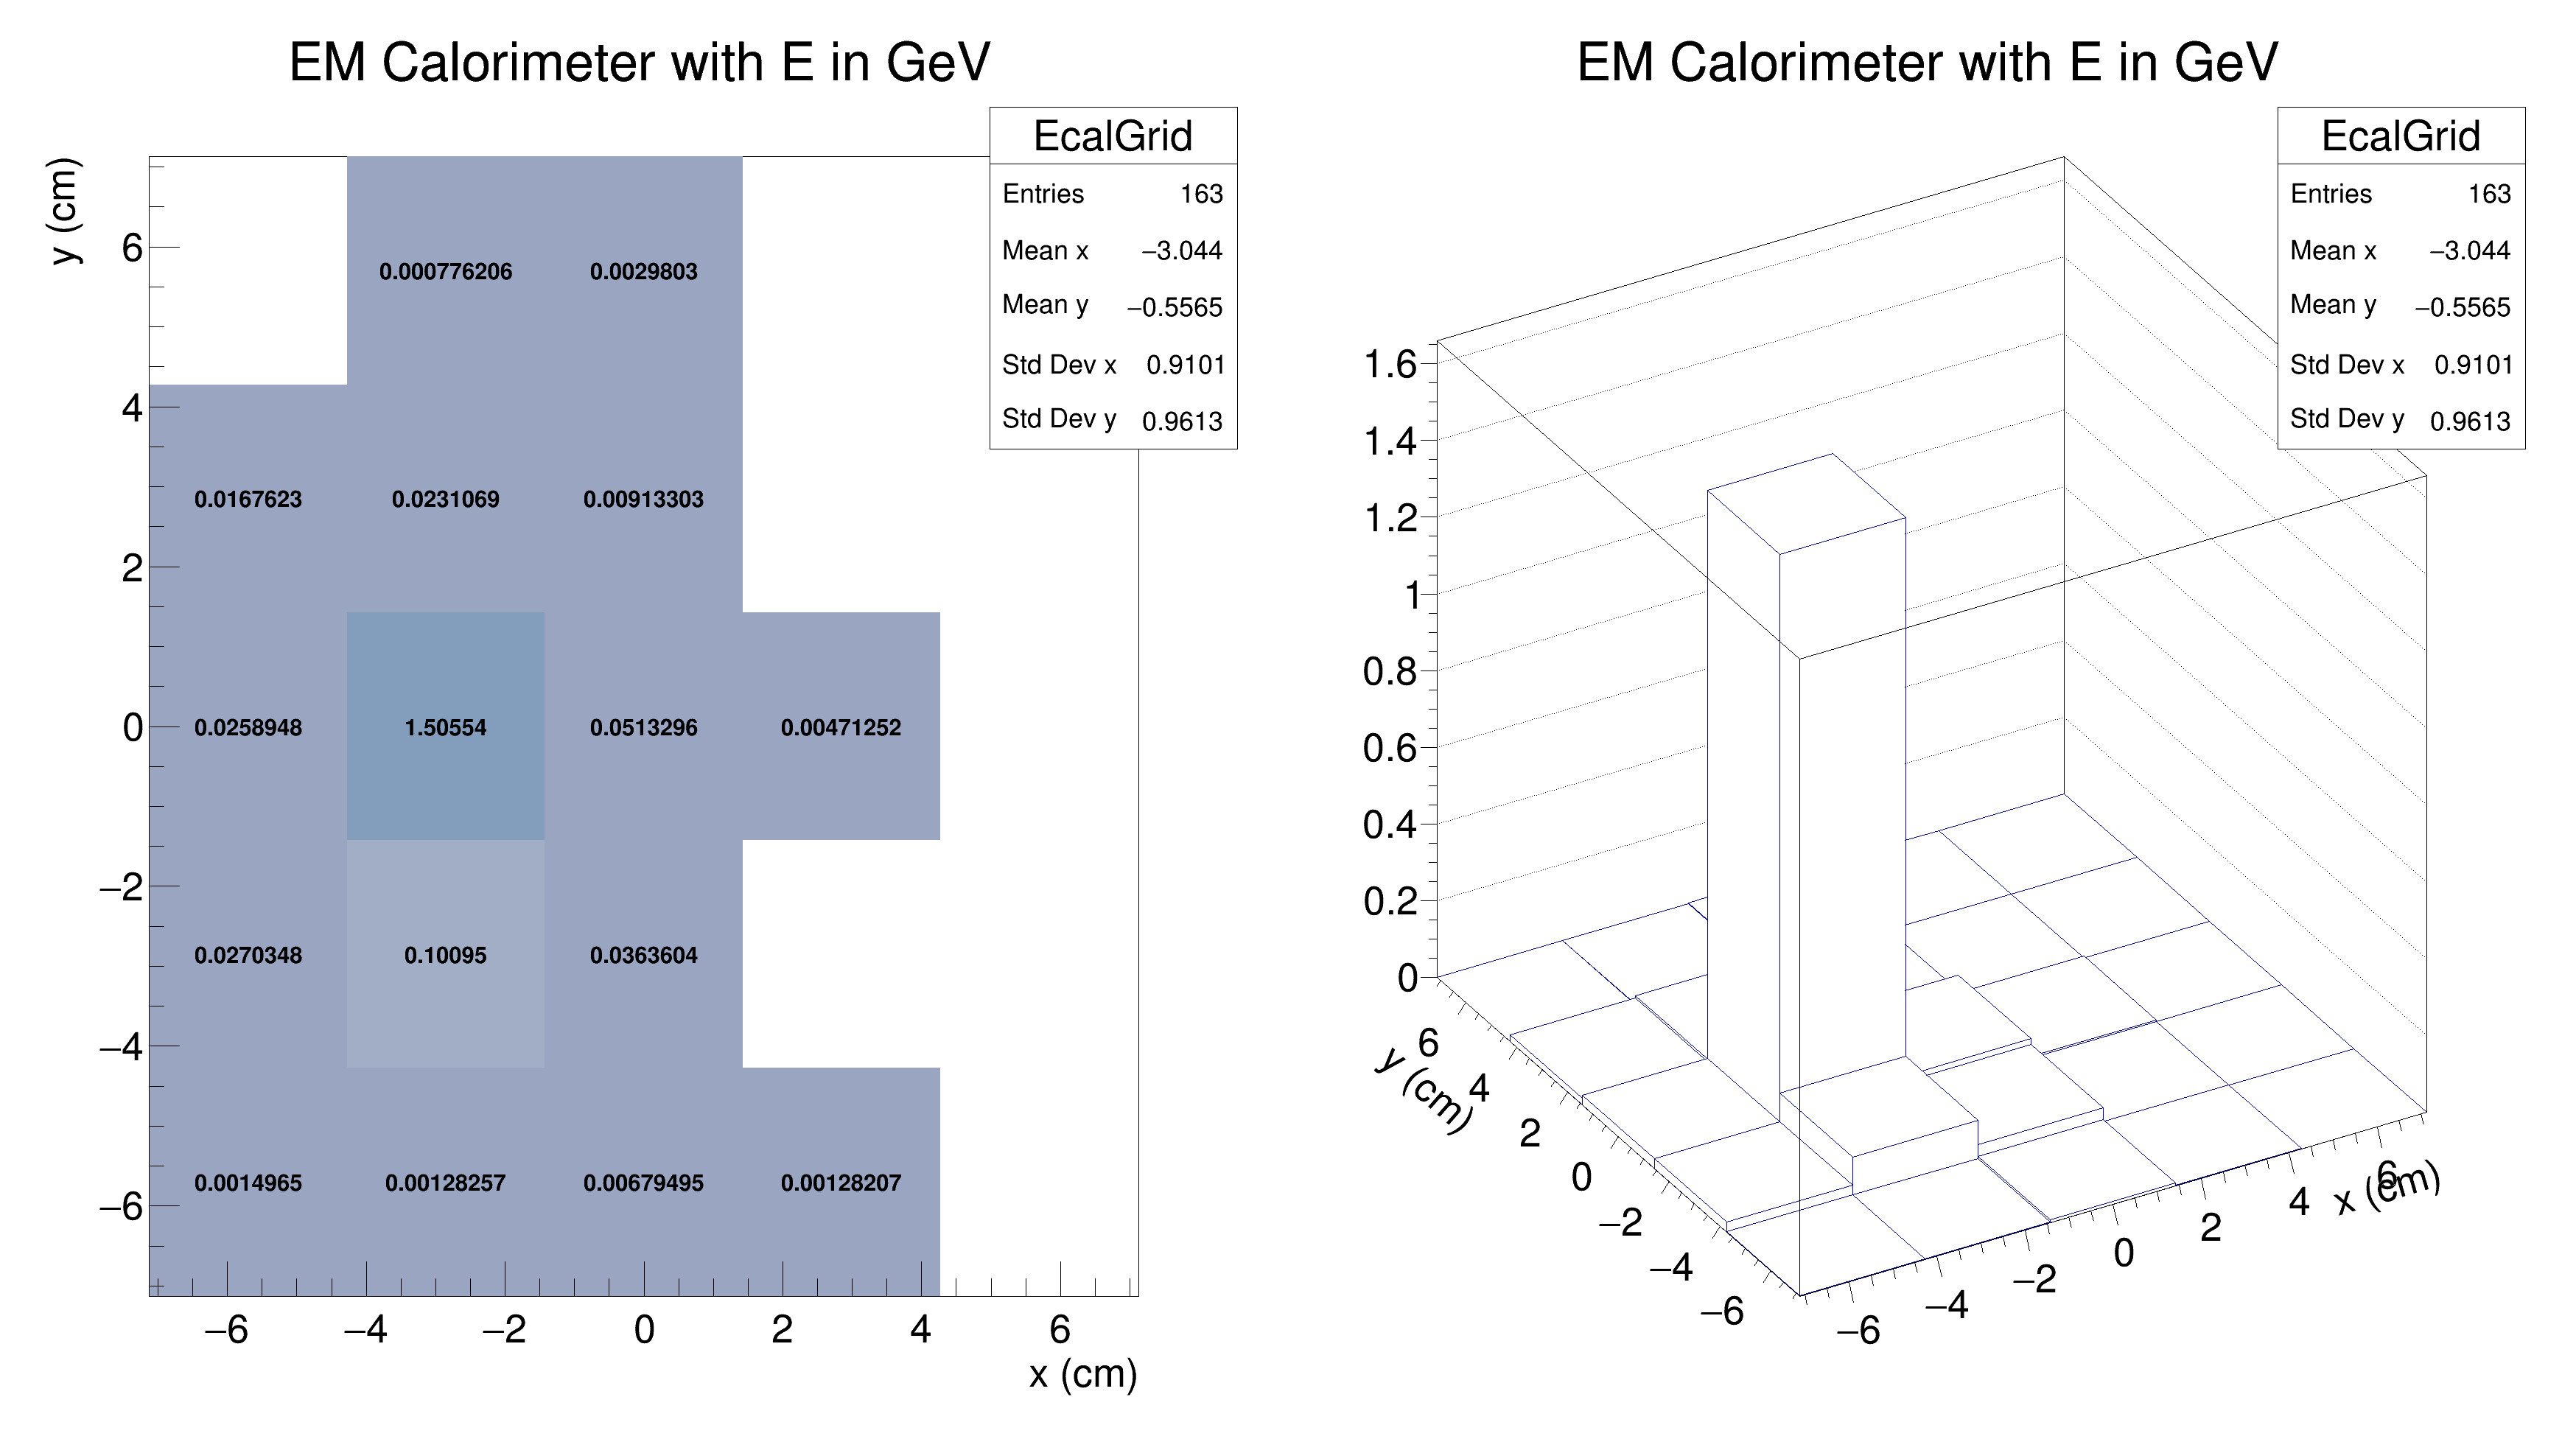 EM Calorimeter with E in GeV
EcalGrid
Entries 163
Mean x −3.044
Mean y −0.5565
Std Dev x 0.9101
Std Dev y 0.9613
y (cm)
6
4
2
0
−2
−4
−6
0.000776206 0.0029803
0.0167623 0.0231069 0.00913303
0.0258948 1.50554 0.0513296 0.00471252
0.0270348 0.10095 0.0363604
0.0014965 0.00128257 0.00679495 0.00128207
−6 −4 −2 0 2 4 6
x (cm)
EM Calorimeter with E in GeV
EcalGrid
Entries 163
Mean x −3.044
Mean y −0.5565
Std Dev x 0.9101
Std Dev y 0.9613
1.6
1.4
1.2
1
0.8
0.6
0.4
0.2
0
y (cm)
6
4
2
0
−2
−4
−6
−6
−4
−2
0
2
4
6
x (cm)